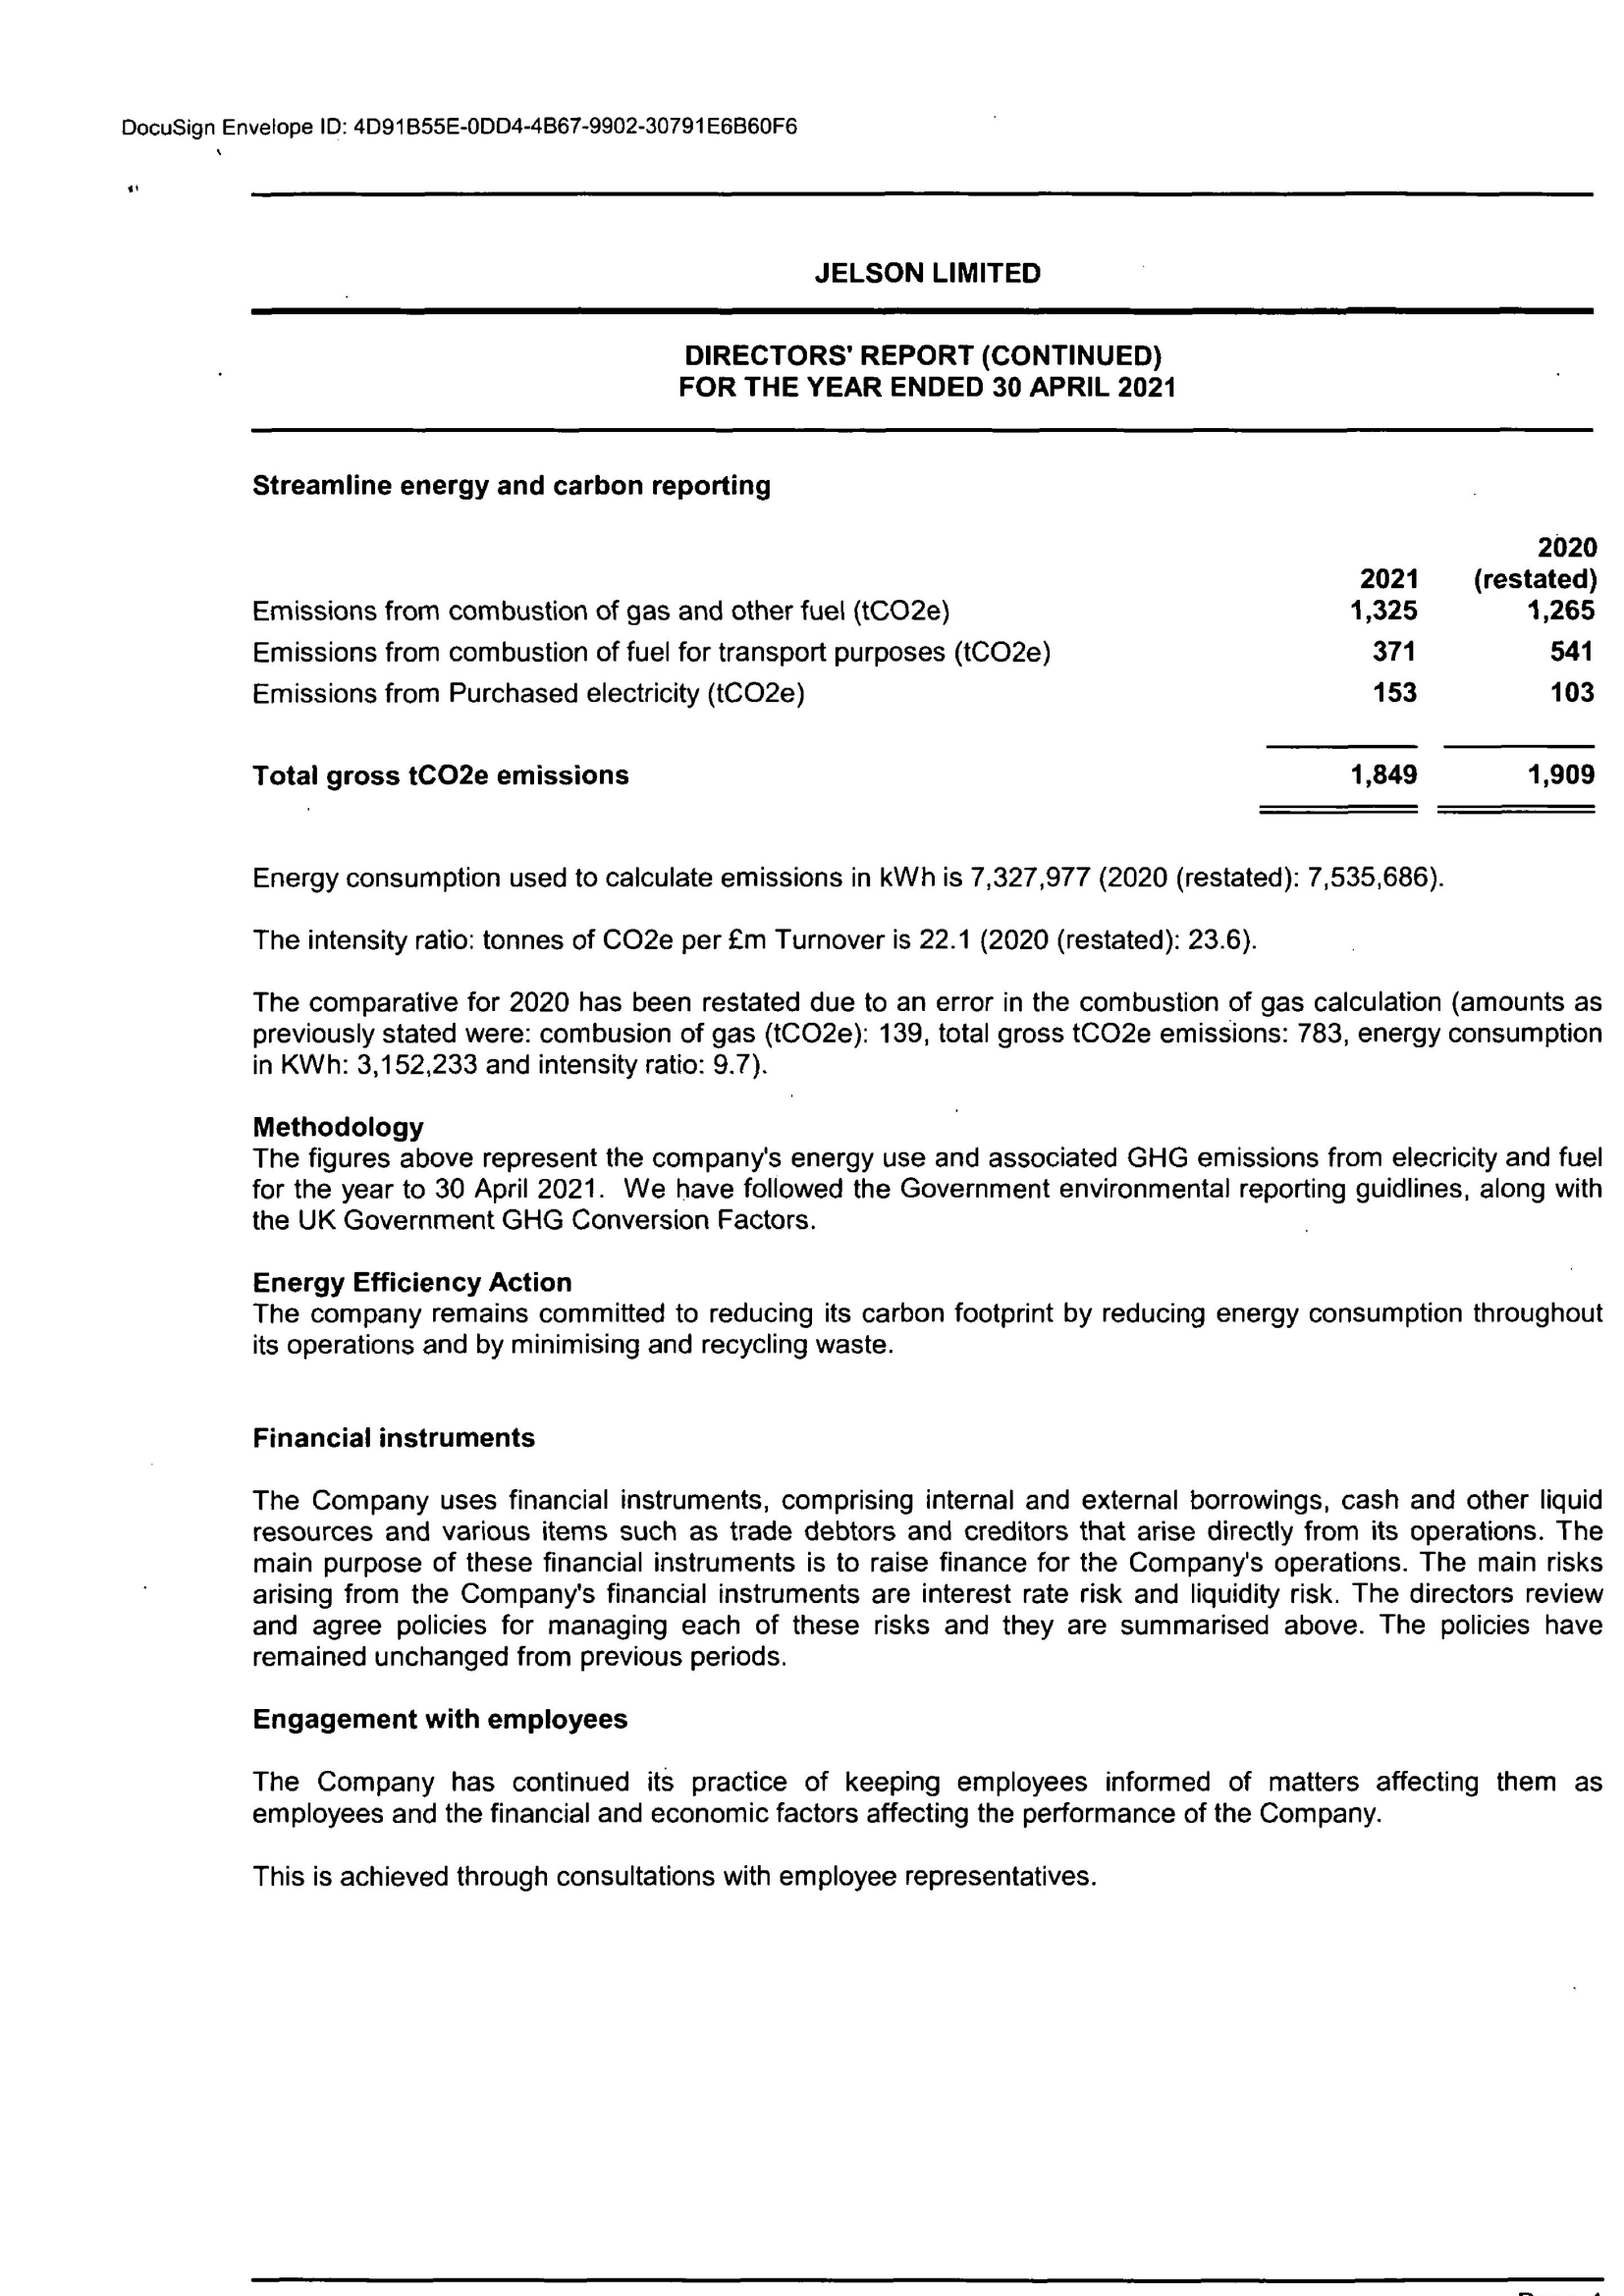 DocuSign Envelope ID: 4D91B55E-0DD4-4B67-9902-30791E6B60F6
JELSON LIMITED
DIRECTORS' REPORT (CONTINUED)
FOR THE YEAR ENDED 30 APRIL 2021
Streamline energy and carbon reporting
2020
2021 (restated)
Emissions from combustion of gas and other fuel (tCO2e) 1,325 1,265
Emissions from combustion of fuel for transport purposes (tCO2e) 371 541
Emissions from Purchased electricity (tCO2e) 153 103
Total gross tCO2e emissions 1,849 1,909
Energy consumption used to calculate emissions in kWh is 7,327,977 (2020 (restated): 7,535,686).
The intensity ratio: tonnes of CO2e per £m Turnover is 22.1 (2020 (restated): 23.6).
The comparative for 2020 has been restated due to an error in the combustion of gas calculation (amounts as
previously stated were: combusion of gas (tCO2e): 139, total gross tCO2e emissions: 783, energy consumption
in KWh: 3,152,233 and intensity ratio: 9.7).
Methodology
The figures above represent the company's energy use and associated GHG emissions from elecricity and fuel
for the year to 30 April 2021. We have followed the Government environmental reporting guidlines, along with
the UK Government GHG Conversion Factors.
Energy Efficiency Action
The company remains committed to reducing its carbon footprint by reducing energy consumption throughout
its operations and by minimising and recycling waste.
Financial instruments
The Company uses financial instruments, comprising internal and external borrowings, cash and other liquid
resources and various items such as trade debtors and creditors that arise directly from its operations. The
main purpose of these financial instruments is to raise finance for the Company's operations. The main risks
arising from the Company's financial instruments are interest rate risk and liquidity risk. The directors review
and agree policies for managing each of these risks and they are summarised above. The policies have
remained unchanged from previous periods.
Engagement with employees
The Company has continued its practice of keeping employees informed of matters affecting them as
employees and the financial and economic factors affecting the performance of the Company.
This is achieved through consultations with employee representatives.